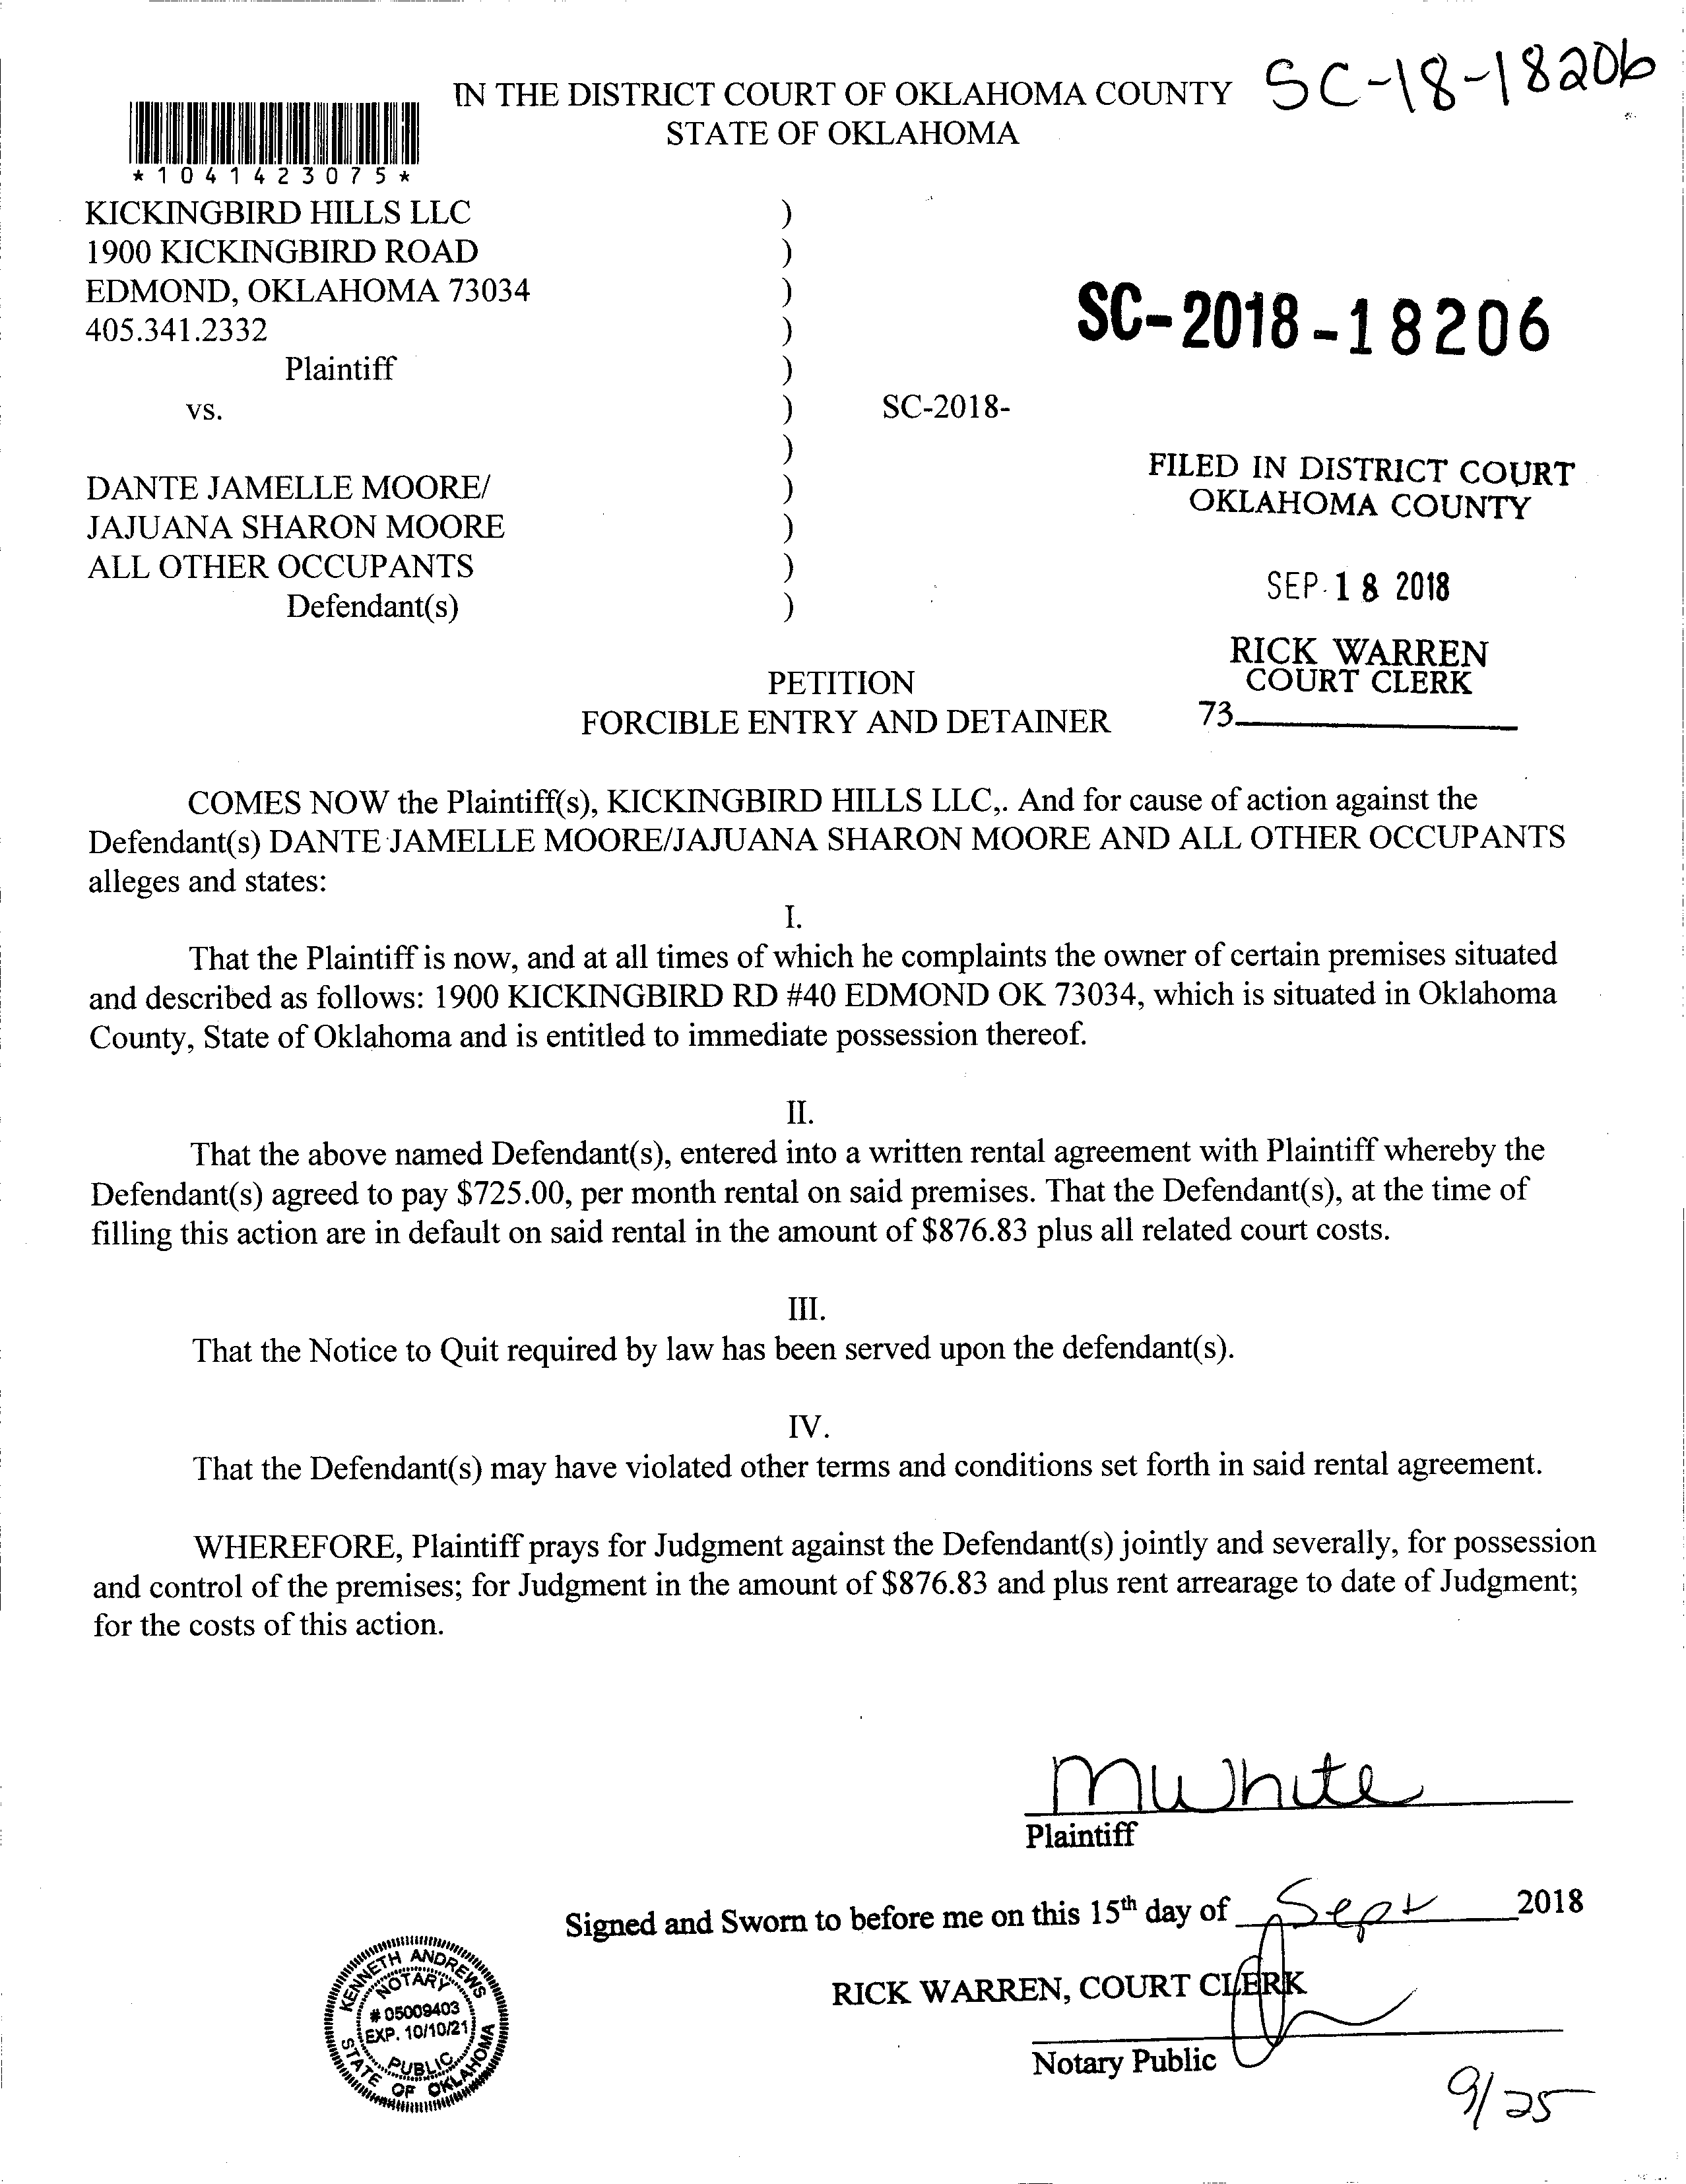 SC-18-18206
IN THE DISTRICT COURT OF OKLAHOMA COUNTY
STATE OF OKLAHOMA
*1041423075*
KICKINGBIRD HILLS LLC )
1900 KICKINGBIRD ROAD )
EDMOND, OKLAHOMA 73034 )
405.341.2332 )
SC-2018-18206
Plaintiff )
vs. ) SC-2018-
)
DANTE JAMELLE MOORE/ )
JAJUANA SHARON MOORE )
ALL OTHER OCCUPANTS )
Defendant(s) )
FILED IN DISTRICT COURT
OKLAHOMA COUNTY
SEP 18 2018
RICK WARREN
COURT CLERK
73
PETITION
FORCIBLE ENTRY AND DETAINER
COMES NOW the Plaintiff(s), KICKINGBIRD HILLS LLC,. And for cause of action against the
Defendant(s) DANTE JAMELLE MOORE/JAJUANA SHARON MOORE AND ALL OTHER OCCUPANTS
alleges and states:
I.
That the Plaintiff is now, and at all times of which he complaints the owner of certain premises situated
and described as follows: 1900 KICKINGBIRD RD #40 EDMOND OK 73034, which is situated in Oklahoma
County, State of Oklahoma and is entitled to immediate possession thereof.
II.
That the above named Defendant(s), entered into a written rental agreement with Plaintiff whereby the
Defendant(s) agreed to pay $725.00, per month rental on said premises. That the Defendant(s), at the time of
filling this action are in default on said rental in the amount of $876.83 plus all related court costs.
III.
That the Notice to Quit required by law has been served upon the defendant(s).
IV.
That the Defendant(s) may have violated other terms and conditions set forth in said rental agreement.
WHEREFORE, Plaintiff prays for Judgment against the Defendant(s) jointly and severally, for possession
and control of the premises; for Judgment in the amount of $876.83 and plus rent arrearage to date of Judgment;
for the costs of this action.
MWhite
Plaintiff
Signed and Sworn to before me on this 15th day of Sept 2018
RICK WARREN, COURT CLERK
Notary Public
KENNETH ANDREWS
NOTARY
# 05009403
EXP. 10/10/21
PUBLIC
STATE OF OKLAHOMA
9/25